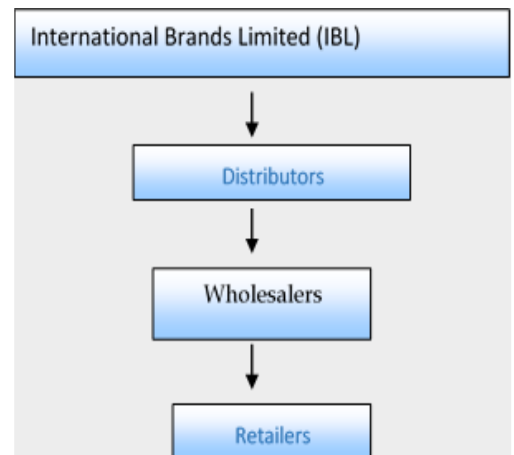 International Brands Limited (IBL)
Distributors
Wholesalers
Retailers